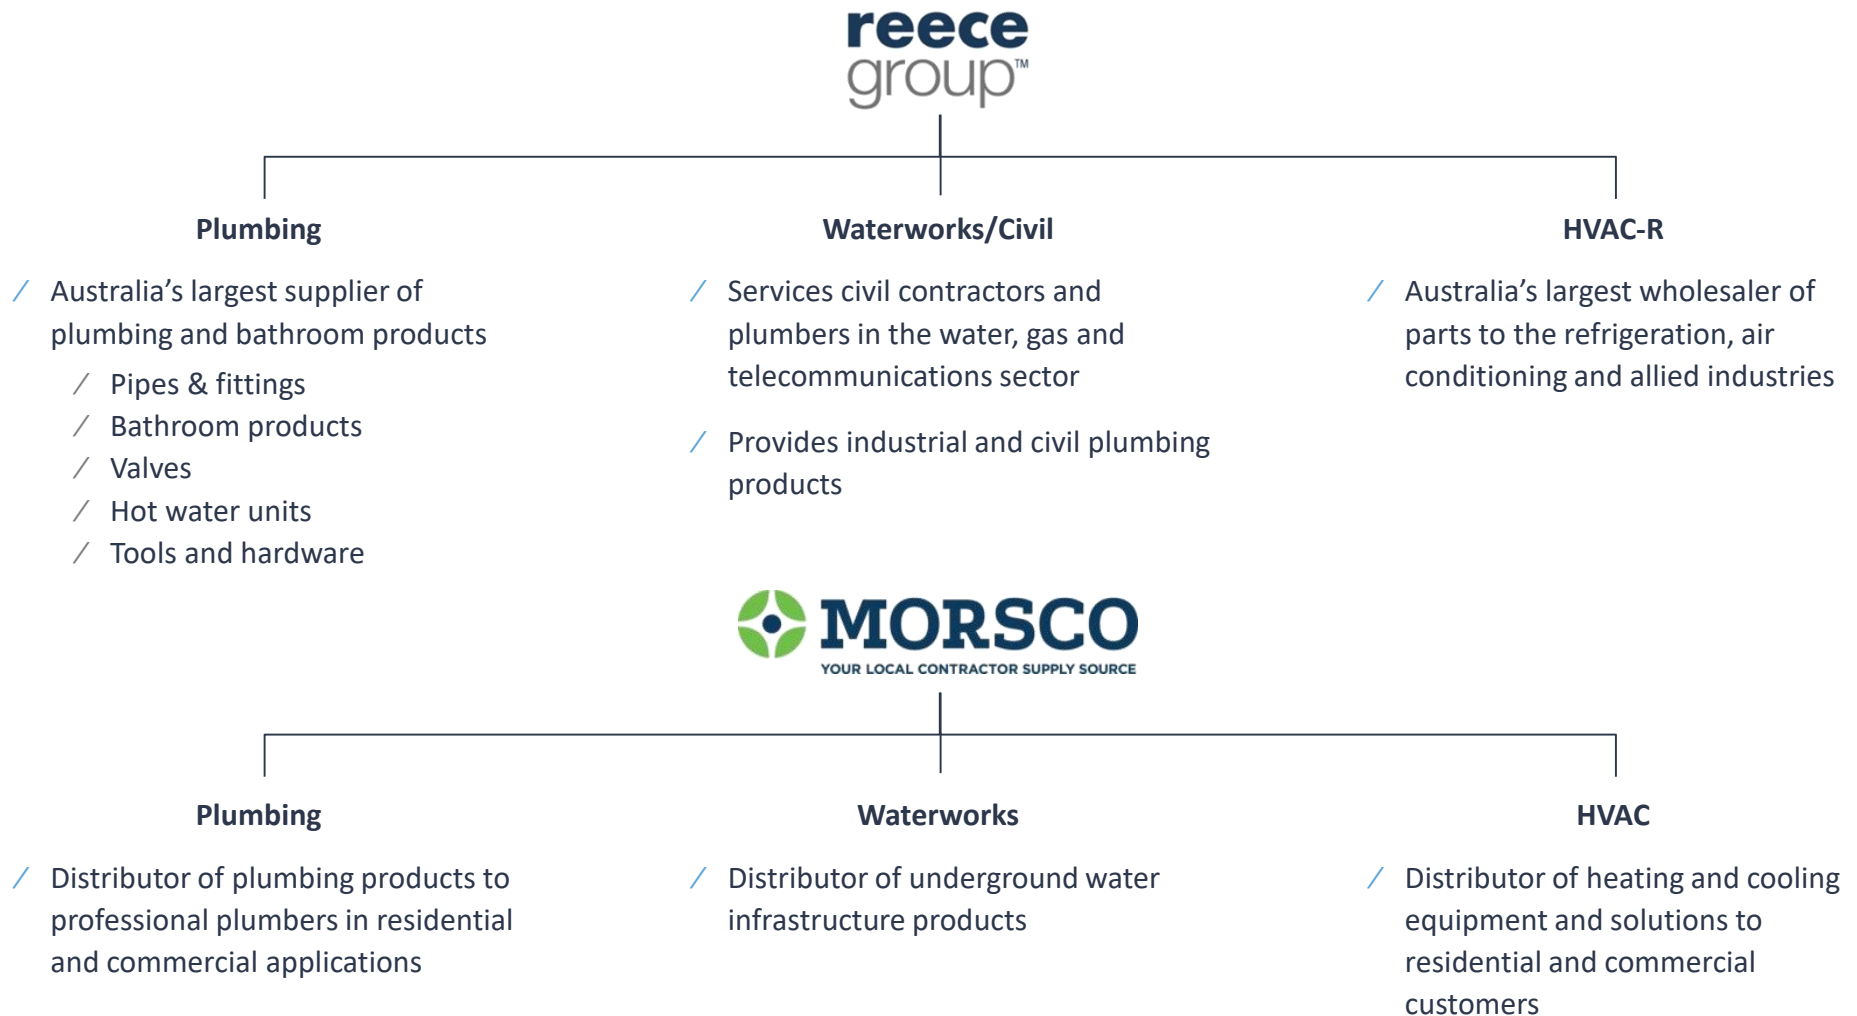 reece
group™
Plumbing
Waterworks/Civil
HVAC-R
/ Australia’s largest supplier of
plumbing and bathroom products
/ Pipes & fittings
/ Bathroom products
/ Valves
/ Hot water units
/ Tools and hardware
/ Services civil contractors and
plumbers in the water, gas and
telecommunications sector
/ Provides industrial and civil plumbing
products
/ Australia’s largest wholesaler of
parts to the refrigeration, air
conditioning and allied industries
MORSCO
YOUR LOCAL CONTRACTOR SUPPLY SOURCE
Plumbing
Waterworks
HVAC
/ Distributor of plumbing products to
professional plumbers in residential
and commercial applications
/ Distributor of underground water
infrastructure products
/ Distributor of heating and cooling
equipment and solutions to
residential and commercial
customers